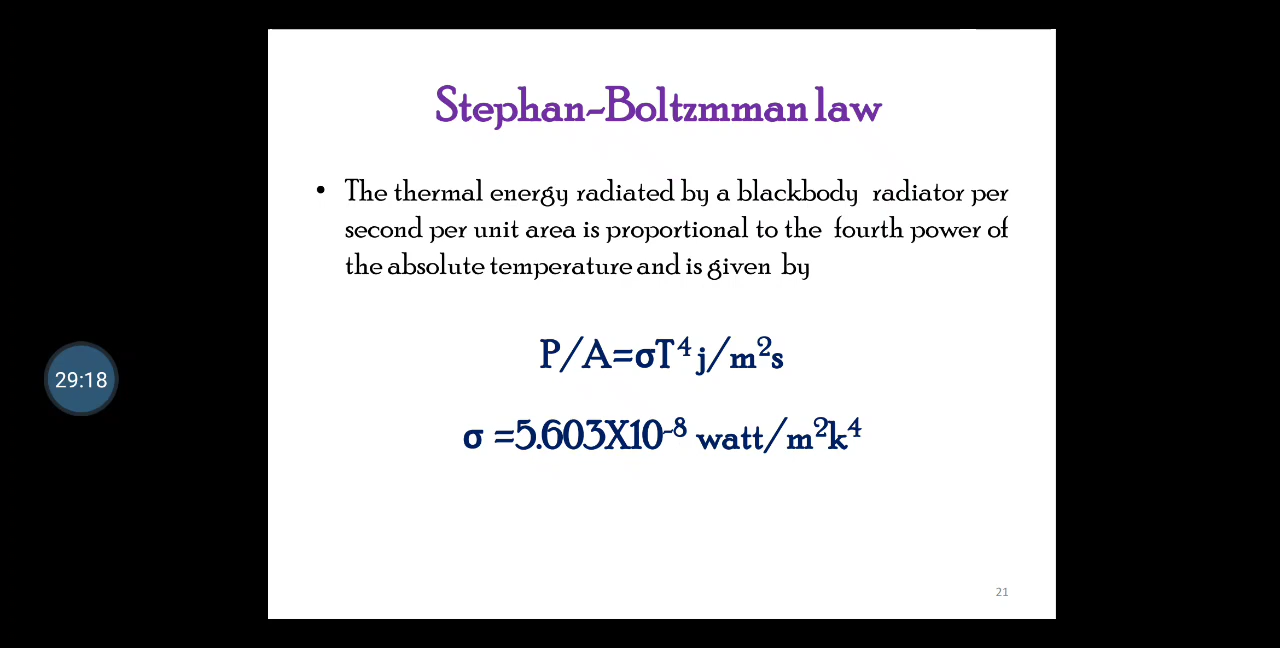 Stephan-Boltzmman law
• The thermal energy radiated by a blackbody radiator per
second per unit area is proportional to the fourth power of
the absolute temperature and is given by
P/A=σT⁴ j/m²s
29:18
σ =5.603X10⁻⁸ watt/m²k⁴
21